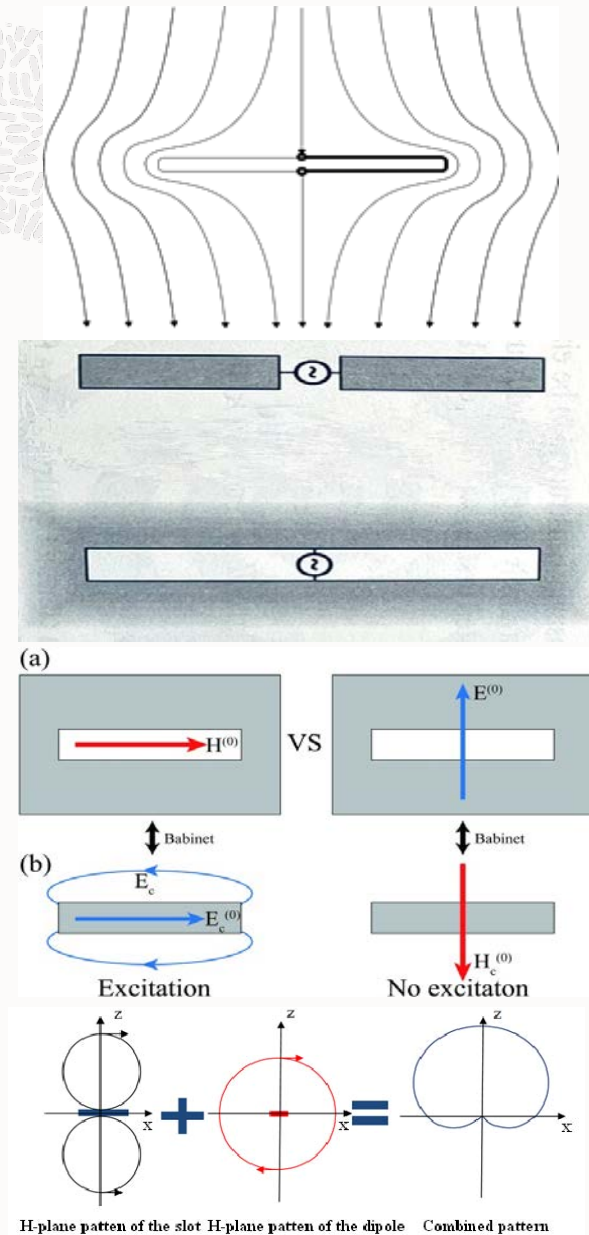 (a)
H(0)
VS
E(0)
Babinet
Babinet
(b)
Ec
Ec(0)
Hc(0)
Excitation
No excitaton
z
z
z
x
+
x
=
x
H-plane patten of the slot
H-plane patten of the dipole
Combined pattern